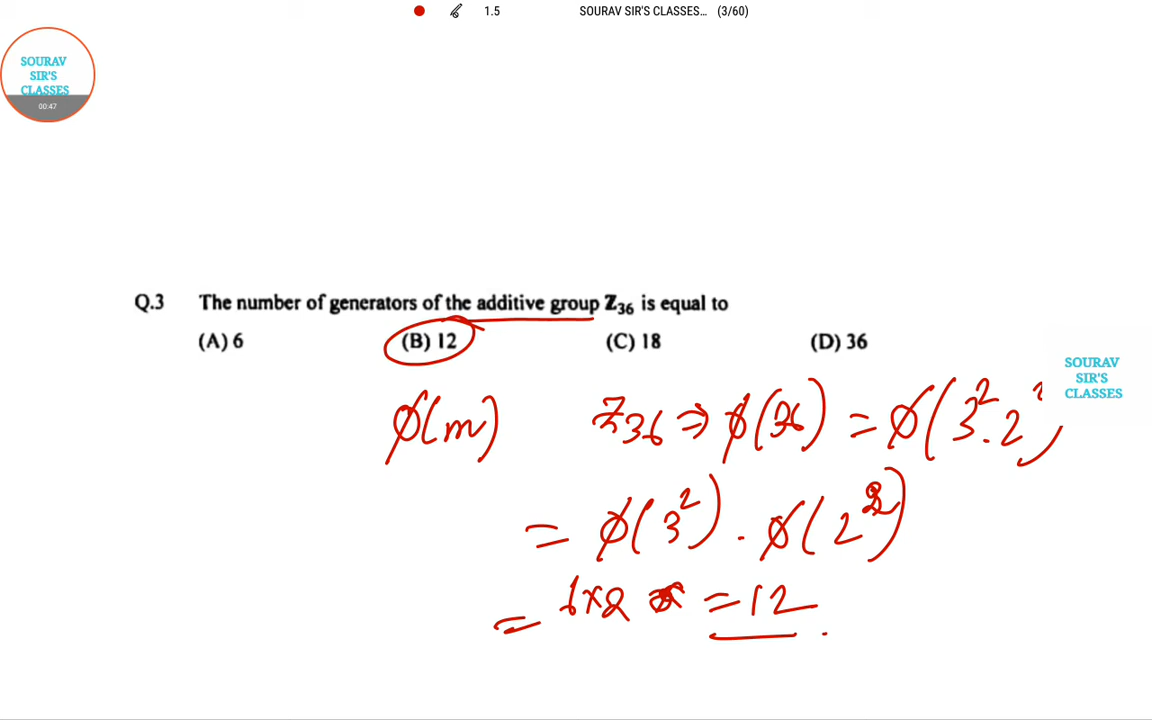 1.5 SOURAV SIR'S CLASSES... (3/60)
SOURAV
SIR'S
CLASSES
00:47
Q.3 The number of generators of the additive group Z₃₆ is equal to
(A) 6 (B) 12 (C) 18 (D) 36
SOURAV
SIR'S
CLASSES
φ(m) Z₃₆ ⇒ φ(36) = φ(3².2²)
= φ(3²) . φ(2²)
= 6×2 = 12